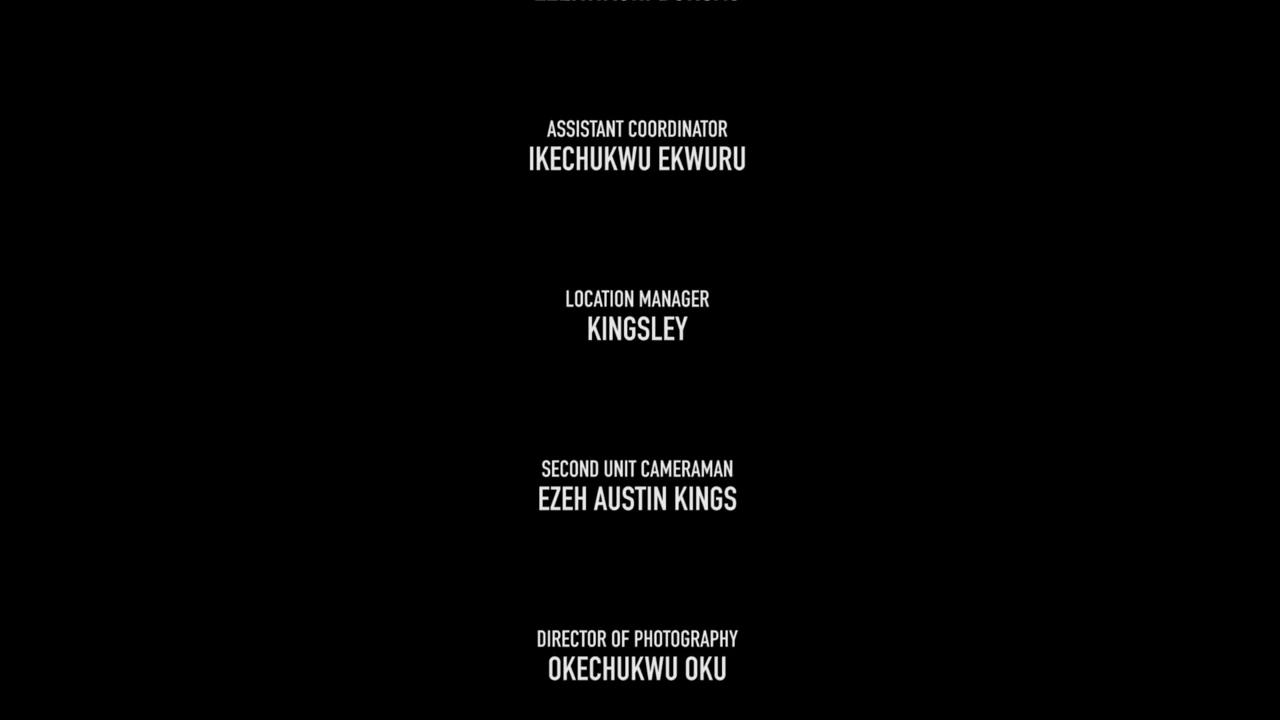 ASSISTANT COORDINATOR
IKECHUKWU EKWURU
LOCATION MANAGER
KINGSLEY
SECOND UNIT CAMERAMAN
EZEH AUSTIN KINGS
DIRECTOR OF PHOTOGRAPHY
OKECHUKWU OKU